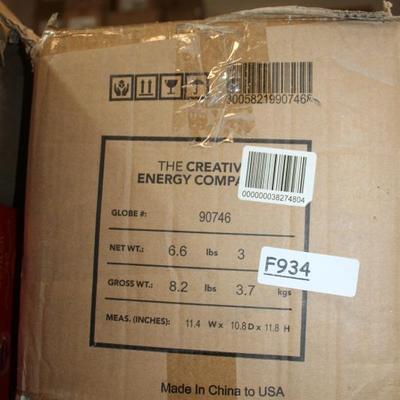 3005821990746
THE CREATIV
ENERGY COMPA
000000038274804
GLOBE #: 90746
NET WT.: 6.6 lbs 3
F934
GROSS WT.: 8.2 lbs 3.7 kgs
MEAS. (INCHES): 11.4 W x 10.8 D x 11.8 H
Made In China to USA